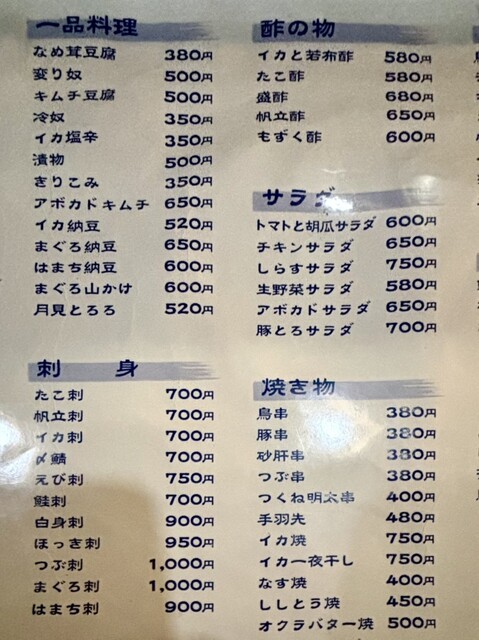 一品料理
なめ茸豆腐 380円
変り奴 500円
キムチ豆腐 500円
冷奴 350円
イカ塩辛 350円
漬物 500円
きりこみ 350円
アボカドキムチ 650円
イカ納豆 520円
まぐろ納豆 650円
はまち納豆 600円
まぐろ山かけ 600円
月見とろろ 520円
刺身
たこ刺 700円
帆立刺 700円
イカ刺 700円
〆鯖 700円
えび刺 750円
鮭刺 700円
白身刺 900円
ほっき刺 950円
つぶ刺 1,000円
まぐろ刺 1,000円
はまち刺 900円
酢の物
イカと若布酢 580円
たこ酢 580円
盛酢 680円
帆立酢 650円
もずく酢 600円
サラダ
トマトと胡瓜サラダ 600円
チキンサラダ 650円
しらすサラダ 750円
生野菜サラダ 580円
アボカドサラダ 650円
豚とろサラダ 700円
焼き物
鳥串 380円
豚串 380円
砂肝串 380円
つぶ串 380円
つくね明太串 400円
手羽先 480円
イカ焼 750円
イカ一夜干し 750円
なす焼 400円
ししとう焼 450円
オクラバター焼 500円